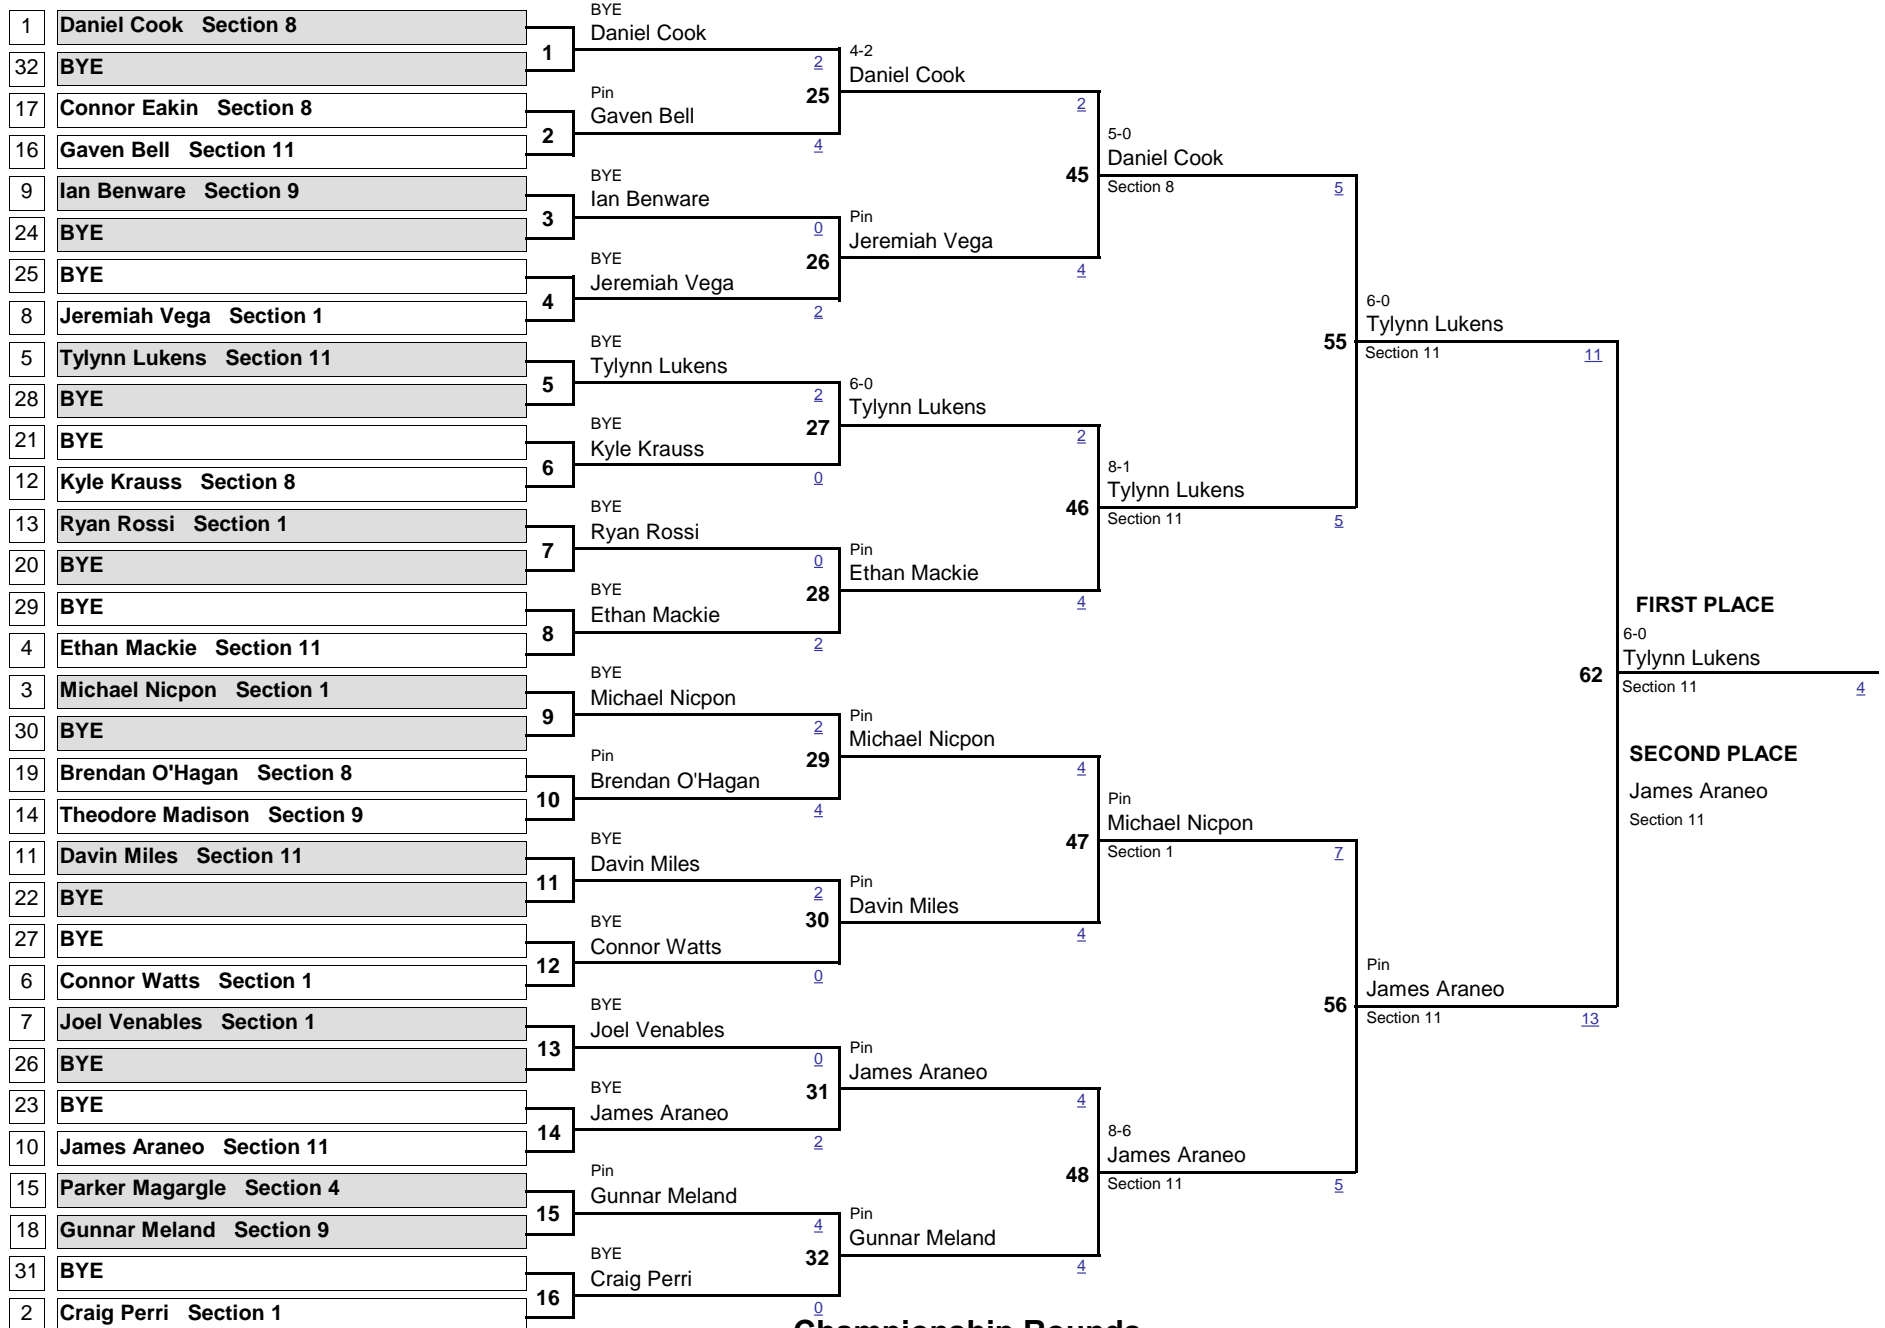 1 Daniel Cook Section 8
32 BYE
17 Connor Eakin Section 8
16 Gaven Bell Section 11
9 Ian Benware Section 9
24 BYE
25 BYE
8 Jeremiah Vega Section 1
5 Tylynn Lukens Section 11
28 BYE
21 BYE
12 Kyle Krauss Section 8
13 Ryan Rossi Section 1
20 BYE
29 BYE
4 Ethan Mackie Section 11
3 Michael Nicpon Section 1
30 BYE
19 Brendan O'Hagan Section 8
14 Theodore Madison Section 9
11 Davin Miles Section 11
22 BYE
27 BYE
6 Connor Watts Section 1
7 Joel Venables Section 1
26 BYE
23 BYE
10 James Araneo Section 11
15 Parker Magargle Section 4
18 Gunnar Meland Section 9
31 BYE
2 Craig Perri Section 1
1
2
3
4
5
6
7
8
9
10
11
12
13
14
15
16
BYE
Daniel Cook
2
Pin
Gaven Bell
4
BYE
Ian Benware
0
BYE
Jeremiah Vega
2
BYE
Tylynn Lukens
2
BYE
Kyle Krauss
0
BYE
Ryan Rossi
0
BYE
Ethan Mackie
2
BYE
Michael Nicpon
2
Pin
Brendan O'Hagan
4
BYE
Davin Miles
2
BYE
Connor Watts
0
BYE
Joel Venables
0
BYE
James Araneo
2
Pin
Gunnar Meland
4
BYE
Craig Perri
0
25
26
27
28
29
30
31
32
4-2
Daniel Cook
2
Pin
Jeremiah Vega
4
6-0
Tylynn Lukens
2
Pin
Ethan Mackie
4
Pin
Michael Nicpon
4
Pin
Davin Miles
4
Pin
James Araneo
4
Pin
Gunnar Meland
4
45
46
47
48
5-0
Daniel Cook
Section 8 5
8-1
Tylynn Lukens
Section 11 5
Pin
Michael Nicpon
Section 1 7
8-6
James Araneo
Section 11 5
55
56
6-0
Tylynn Lukens
Section 11 11
Pin
James Araneo
Section 11 13
62
FIRST PLACE
6-0
Tylynn Lukens
Section 11 4
SECOND PLACE
James Araneo
Section 11
Championship Rounds